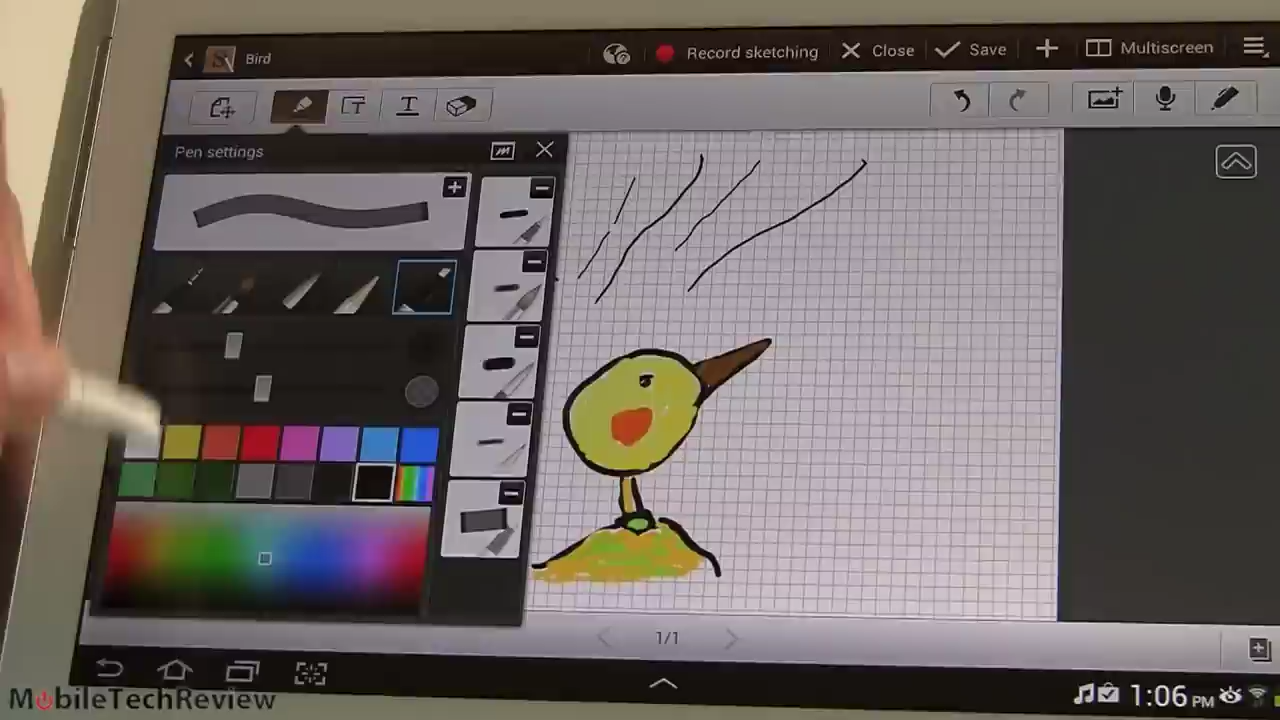 Bird
Record sketching
Close
Save
Multiscreen
T
T
Pen settings
1/1
MobileTechReview
1:06 PM